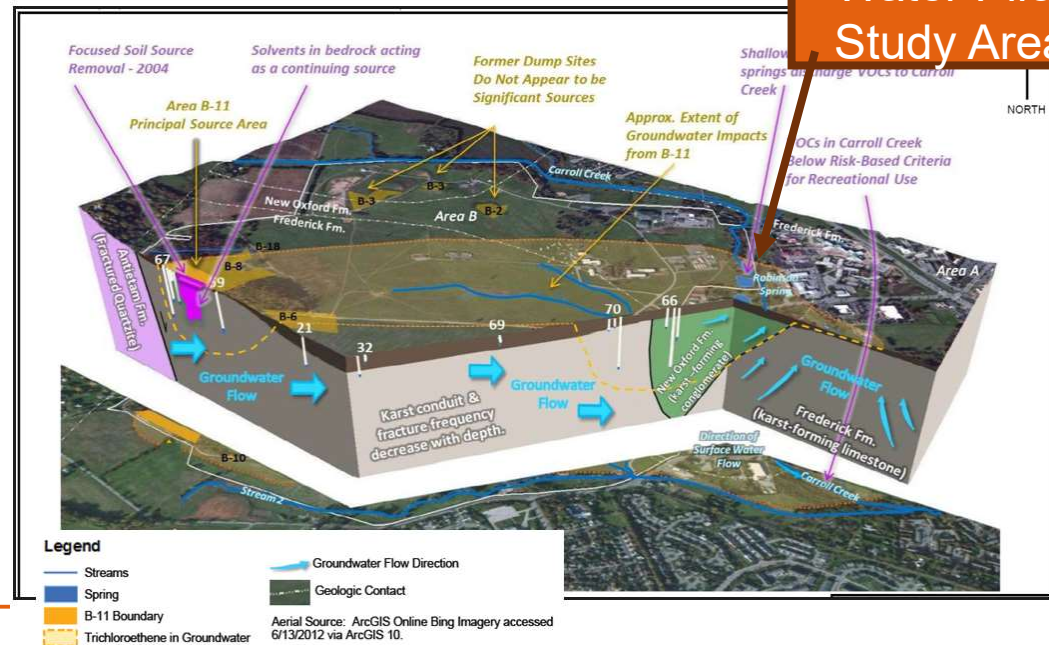 Study Area
NORTH
Focused Soil Source
Removal - 2004
Solvents in bedrock acting
as a continuing source
Area B-11
Principal Source Area
Former Dump Sites
Do Not Appear to be
Significant Sources
Approx. Extent of
Groundwater Impacts
from B-11
Shallow
springs discharge VOCs to Carroll
Creek
OCs in Carroll Creek
Below Risk-Based Criteria
for Recreational Use
Carroll Creek
New Oxford Fm.
Frederick Fm.
B-3
B-3
B-2
Area B
Frederick Fm.
Area A
Robinson
Spring
Antietam Fm.
(Fractured Quartzite)
67
B-18
B-8
59
B-6
21
32
69
70
66
Groundwater
Flow
Karst conduit &
fracture frequency
decrease with depth.
Groundwater
Flow
New Oxford Fm.
(karst-forming
conglomerate)
Groundwater
Flow
Frederick Fm.
(karst-forming limestone)
Direction of
Surface Water
Flow
B-10
Stream 2
Carroll Creek
Legend
Streams
Spring
B-11 Boundary
Trichloroethene in Groundwater
Groundwater Flow Direction
Geologic Contact
Aerial Source: ArcGIS Online Bing Imagery accessed
6/13/2012 via ArcGIS 10.